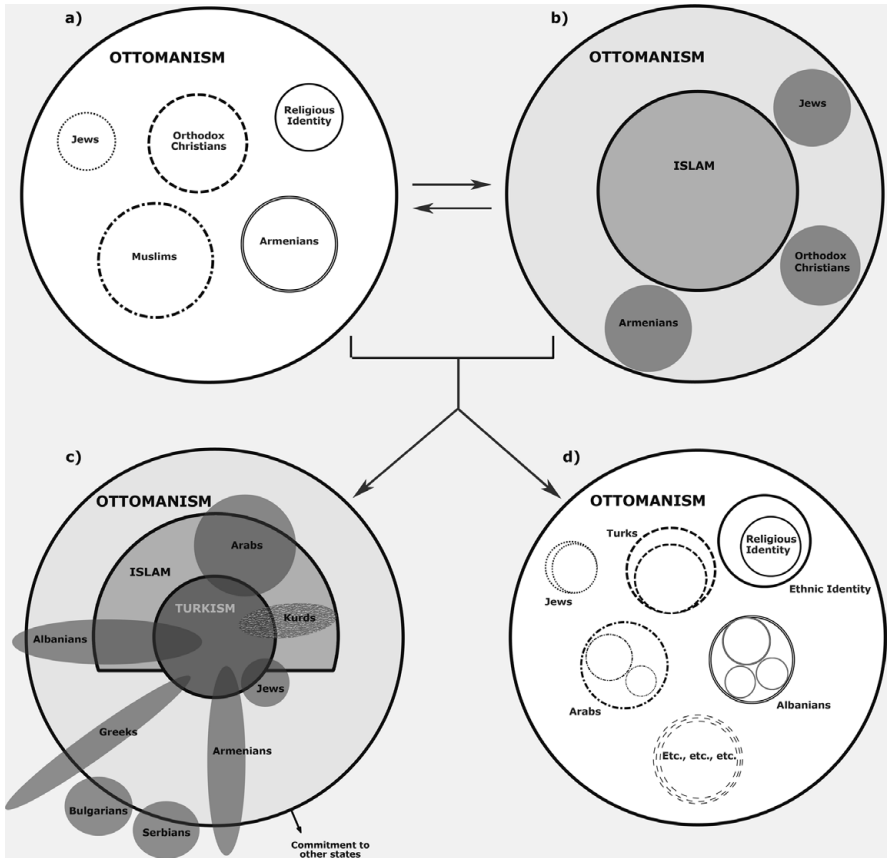 a)
OTTOMANISM
Jews
Orthodox
Christians
Religious
Identity
Muslims
Armenians
b)
OTTOMANISM
Jews
ISLAM
Orthodox
Christians
Armenians
c)
OTTOMANISM
Arabs
ISLAM
TURKISM
Kurds
Albanians
Jews
Greeks
Armenians
Bulgarians
Serbians
Commitment to
other states
d)
OTTOMANISM
Turks
Religious
Identity
Jews
Ethnic Identity
Arabs
Albanians
Etc., etc., etc.